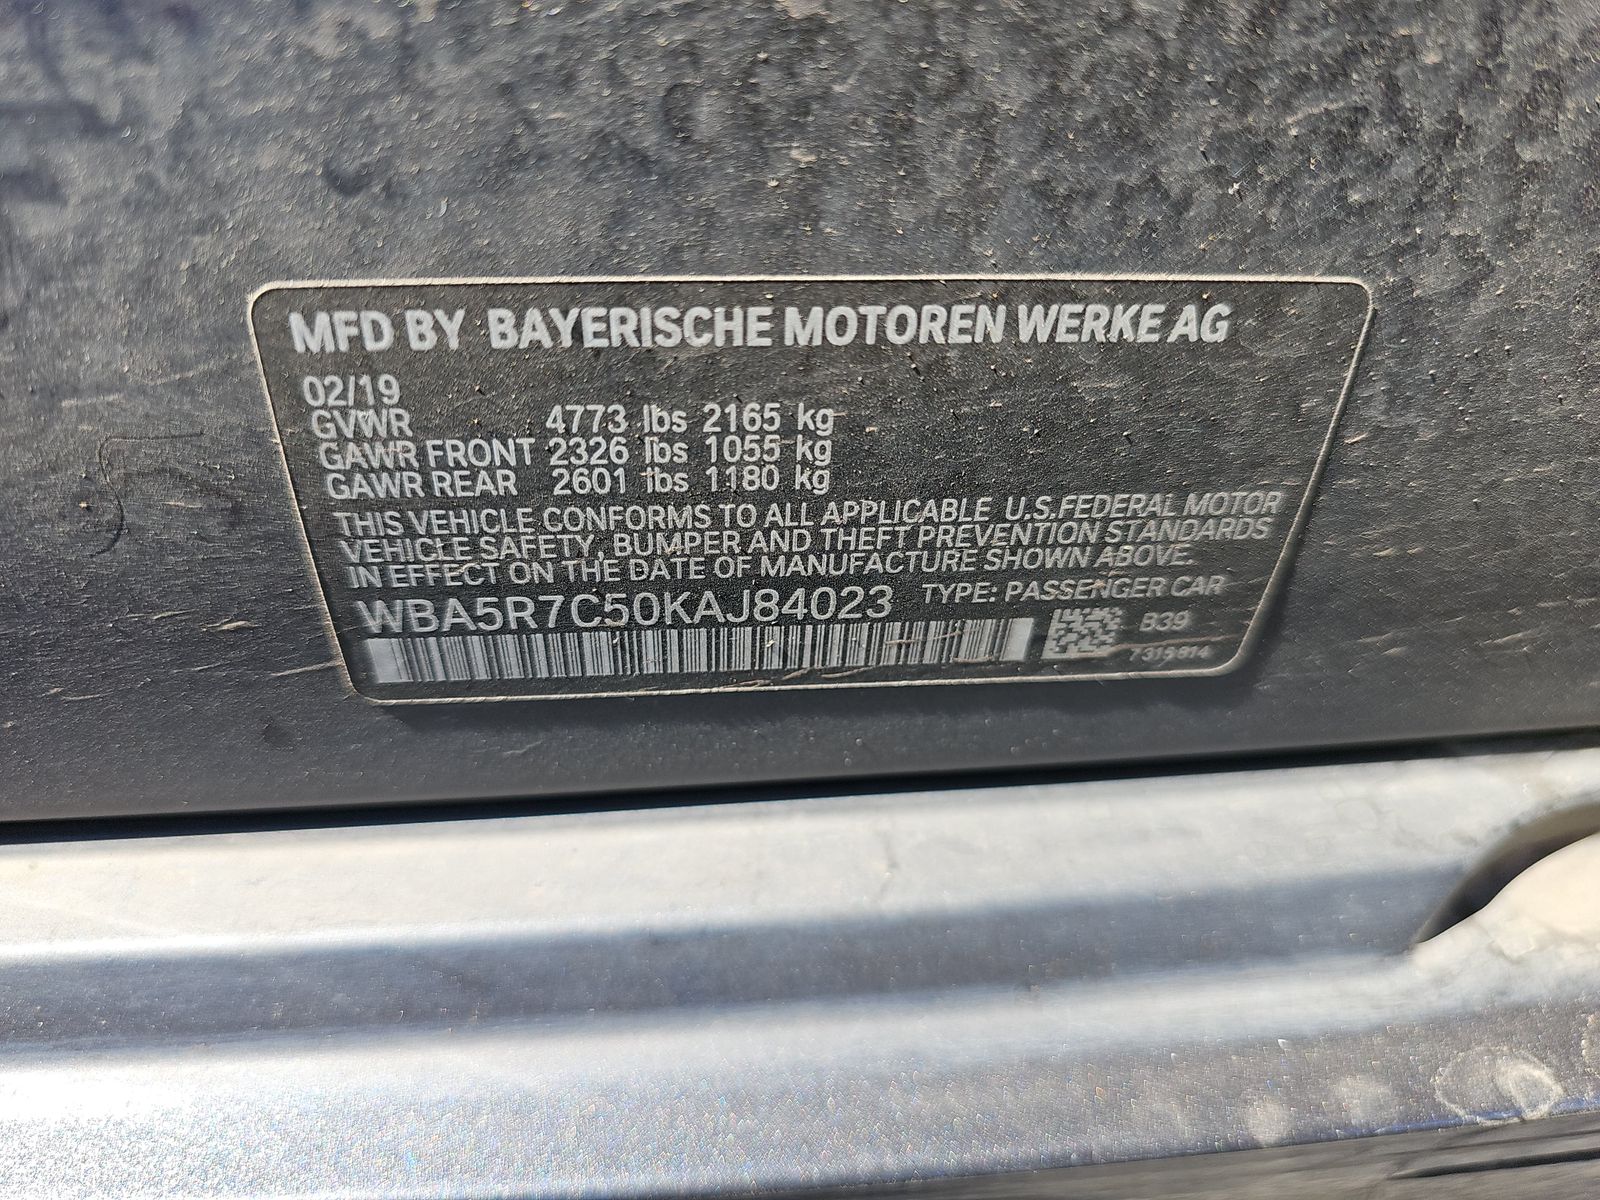 MFD BY BAYERISCHE MOTOREN WERKE AG
02/19
GVWR 4773 lbs 2165 kg
GAWR FRONT 2326 lbs 1055 kg
GAWR REAR 2601 lbs 1180 kg
THIS VEHICLE CONFORMS TO ALL APPLICABLE U.S.FEDERAL MOTOR
VEHICLE SAFETY, BUMPER AND THEFT PREVENTION STANDARDS
IN EFFECT ON THE DATE OF MANUFACTURE SHOWN ABOVE.
WBA5R7C50KAJ84023 TYPE: PASSENGER CAR
B39